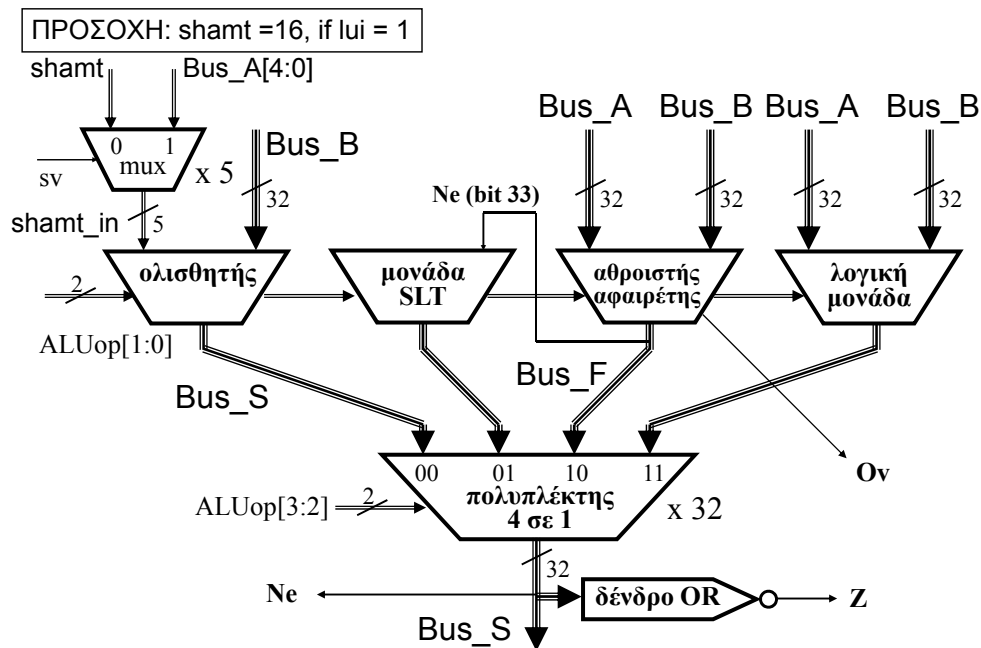 ΠΡΟΣΟΧΗ: shamt =16, if lui = 1
shamt Bus_A[4:0]
Bus_A Bus_B Bus_A Bus_B
0 1
mux
x 5
sv
Bus_B
32
Ne (bit 33)
32 32 32 32
shamt_in
5
ολισθητής
μονάδα
SLT
αθροιστής
αφαιρέτης
λογική
μονάδα
2
ALUop[1:0]
Bus_S
Bus_F
00 01 10 11
Ov
πολυπλέκτης
4 σε 1
ALUop[3:2]
2
x 32
32
Ne
δένδρο OR
Z
Bus_S